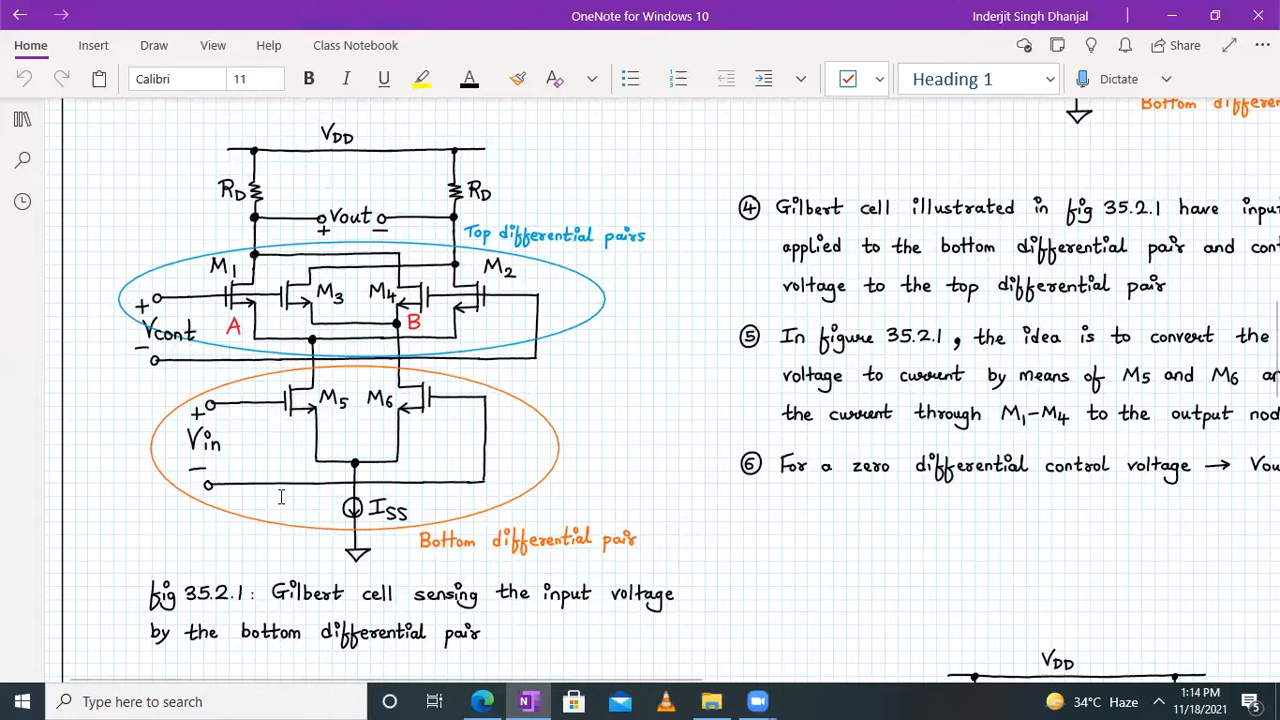 OneNote for Windows 10
Inderjit Singh Dhanjal
Home Insert Draw View Help Class Notebook
Share
Calibri 11 B I U A Heading 1 Dictate
VDD
RD RD
Vout
+ −
Top differential pairs
M1 M2
M3 M4
+
A B
Vcont
−
M5 M6
+
Vin
−
ISS
Bottom differential pair
fig 35.2.1: Gilbert cell sensing the input voltage
by the bottom differential pair
Bottom differen
④ Gilbert cell illustrated in fig 35.2.1 have input
applied to the bottom differential pair and con
voltage to the top differential pair
⑤ In figure 35.2.1, the idea is to convert the
voltage to current by means of M5 and M6 an
the current through M1-M4 to the output nod
⑥ For a zero differential control voltage → Vou
VDD
Type here to search
34°C Haze
1:14 PM
11/18/2021
5